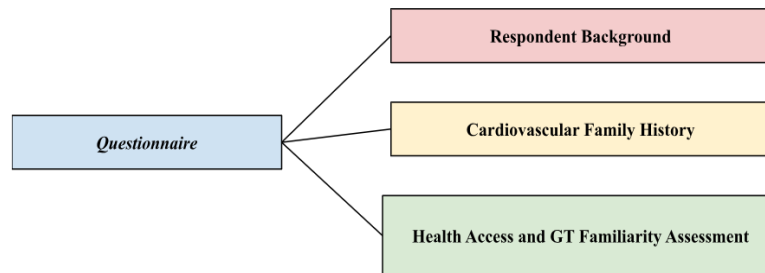 Respondent Background
Questionnaire
Cardiovascular Family History
Health Access and GT Familiarity Assessment